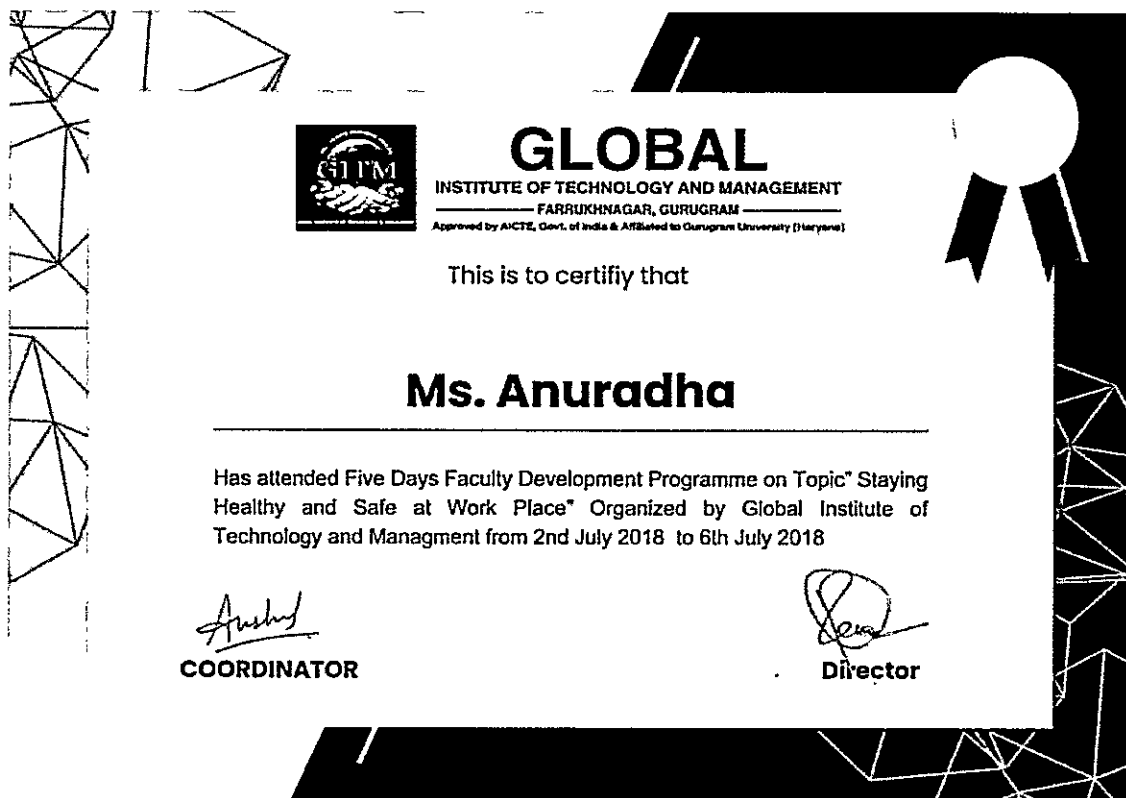 GITM
GLOBAL
INSTITUTE OF TECHNOLOGY AND MANAGEMENT
FARRUKHNAGAR, GURUGRAM
Approved by AICTE, Govt. of India & Affiliated to Gurugram University (Haryana)
This is to certifiy that
Ms. Anuradha
Has attended Five Days Faculty Development Programme on Topic" Staying
Healthy and Safe at Work Place" Organized by Global Institute of
Technology and Managment from 2nd July 2018 to 6th July 2018
COORDINATOR
Director